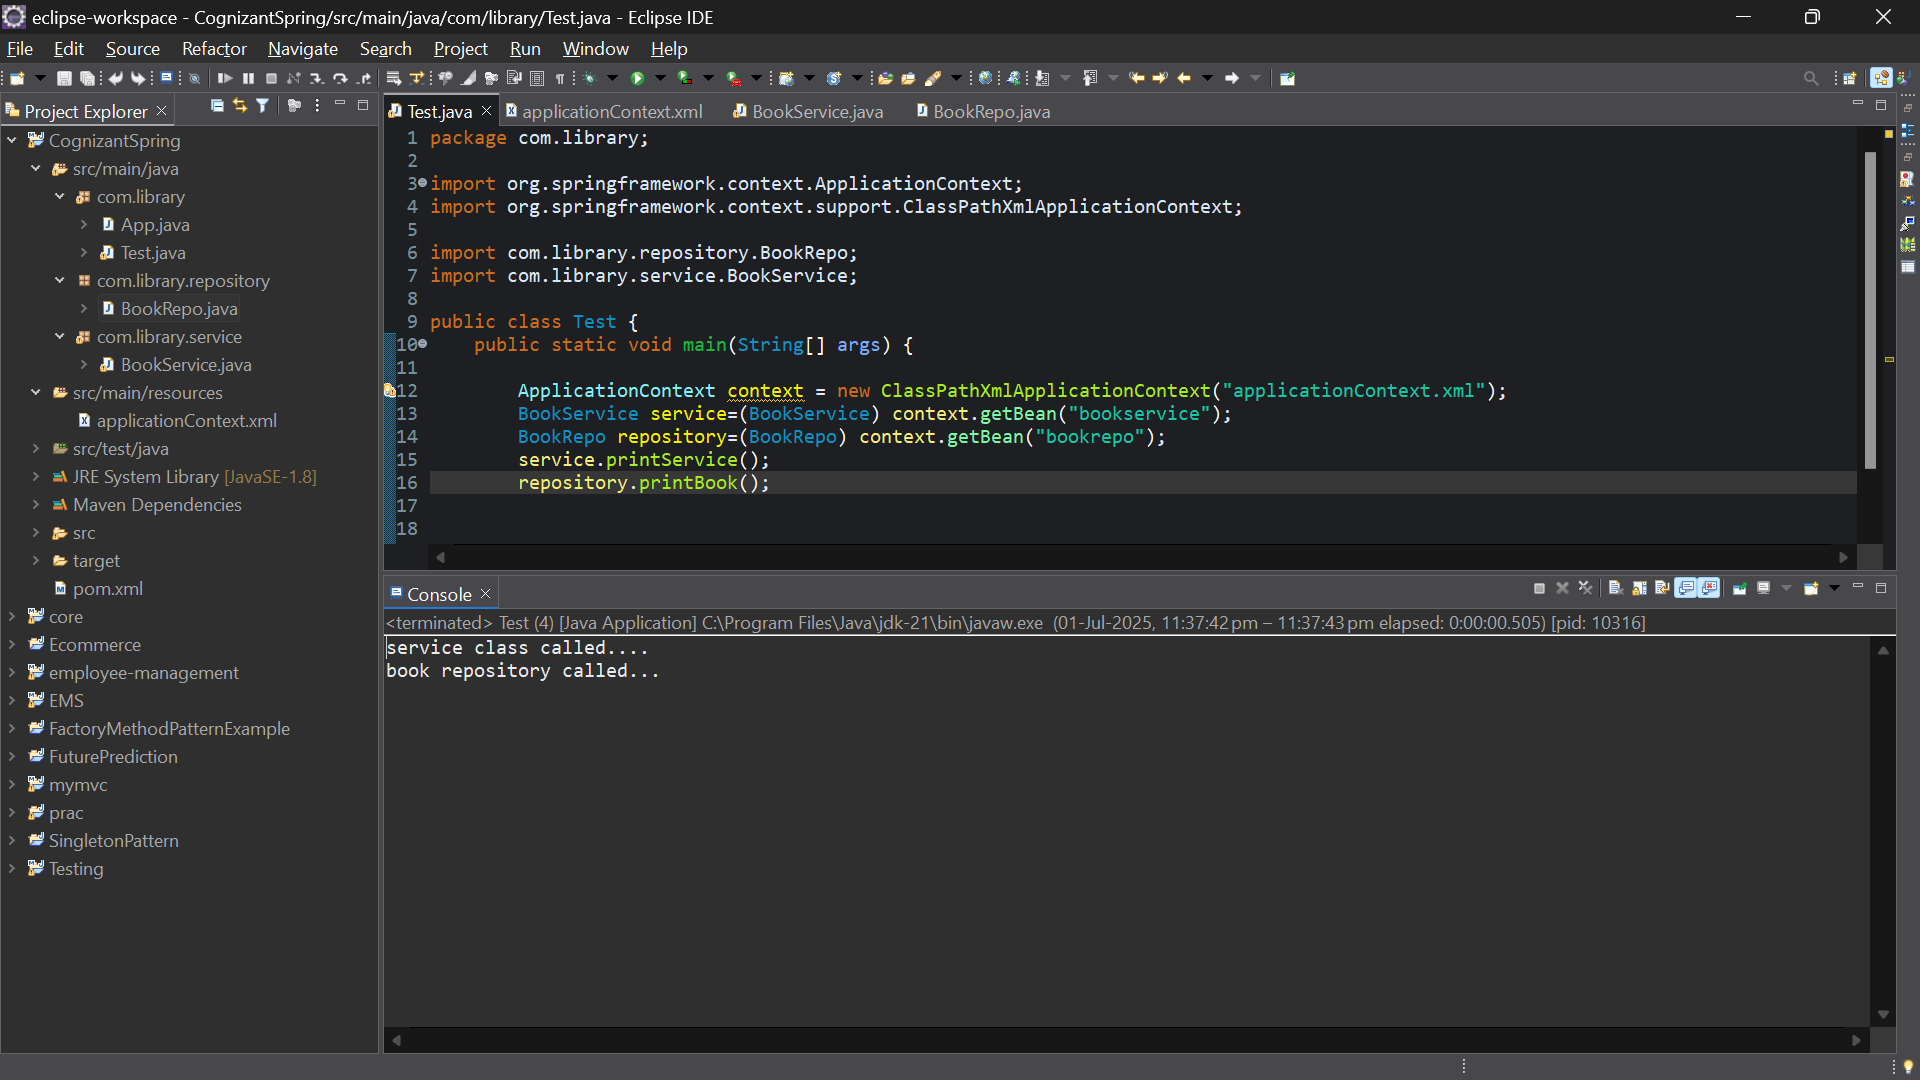 eclipse-workspace - CognizantSpring/src/main/java/com/library/Test.java - Eclipse IDE
File Edit Source Refactor Navigate Search Project Run Window Help
Project Explorer
CognizantSpring
src/main/java
com.library
App.java
Test.java
com.library.repository
BookRepo.java
com.library.service
BookService.java
src/main/resources
applicationContext.xml
src/test/java
JRE System Library [JavaSE-1.8]
Maven Dependencies
src
target
pom.xml
core
Ecommerce
employee-management
EMS
FactoryMethodPatternExample
FuturePrediction
mymvc
prac
SingletonPattern
Testing
Test.java applicationContext.xml BookService.java BookRepo.java
1 package com.library;
2
3 import org.springframework.context.ApplicationContext;
4 import org.springframework.context.support.ClassPathXmlApplicationContext;
5
6 import com.library.repository.BookRepo;
7 import com.library.service.BookService;
8
9 public class Test {
10 public static void main(String[] args) {
11
12 ApplicationContext context = new ClassPathXmlApplicationContext("applicationContext.xml");
13 BookService service=(BookService) context.getBean("bookservice");
14 BookRepo repository=(BookRepo) context.getBean("bookrepo");
15 service.printService();
16 repository.printBook();
17
18
Console
<terminated> Test (4) [Java Application] C:\Program Files\Java\jdk-21\bin\javaw.exe (01-Jul-2025, 11:37:42 pm – 11:37:43 pm elapsed: 0:00:00.505) [pid: 10316]
service class called....
book repository called...